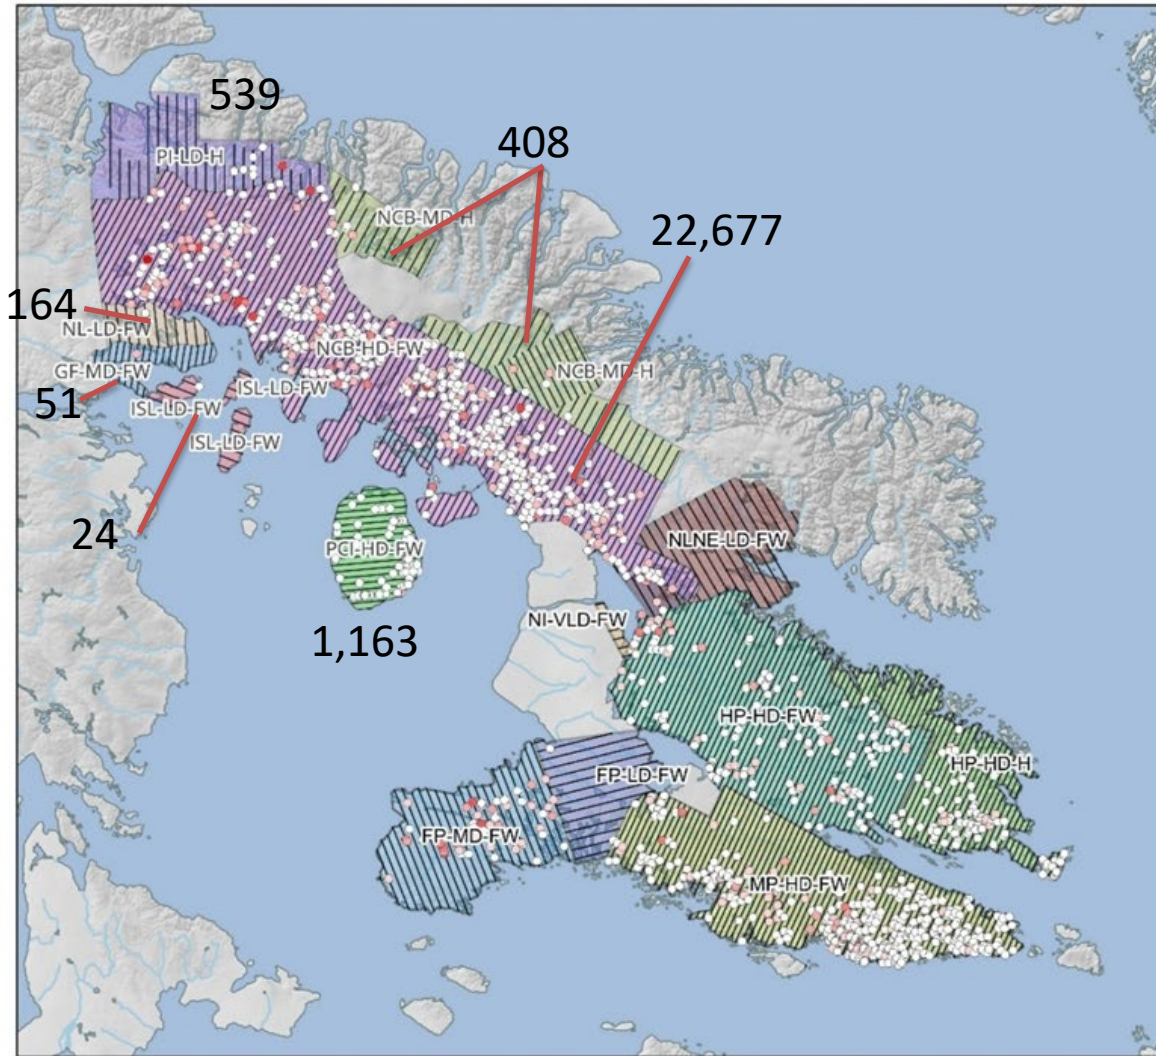 539
408
PI-LD-H
NCB-MD-H
22,677
164
NL-LD-FW
NCB-HD-FW
GF-MD-FW
NCB-MD-H
ISL-LD-FW
51
ISL-LD-FW
ISL-LD-FW
24
PCI-HD-FW
NLNE-LD-FW
NI-VLD-FW
1,163
HP-HD-FW
HP-HD-H
FP-LD-FW
FP-MD-FW
MP-HD-FW